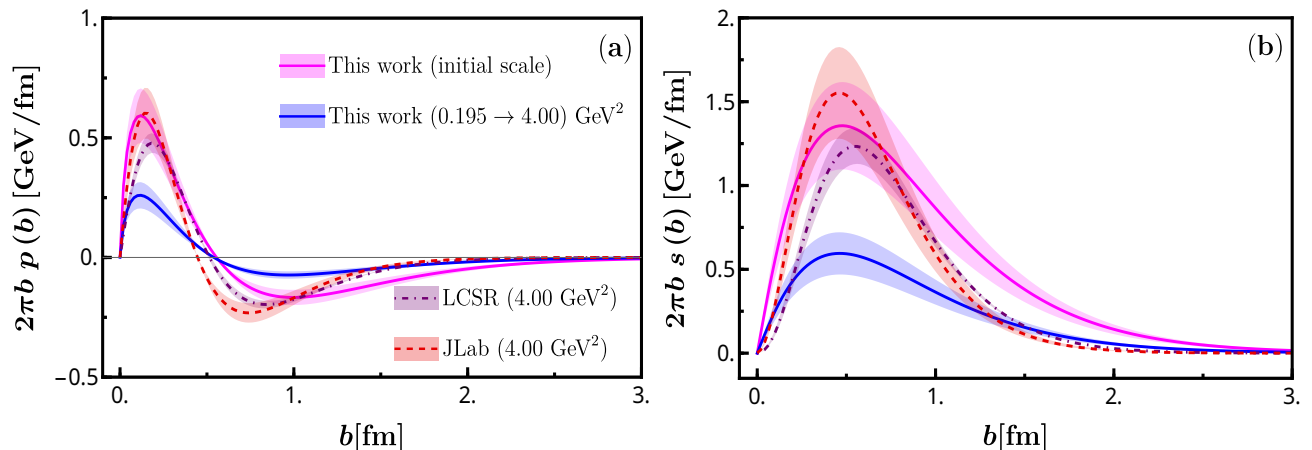 (a)
This work (initial scale)
This work (0.195 → 4.00) GeV²
LCSR (4.00 GeV²)
JLab (4.00 GeV²)
2πb p (b) [GeV/fm]
1.
0.5
0.
−0.5
0. 1. 2. 3.
b[fm]
(b)
2πb s (b) [GeV/fm]
2.
1.5
1.
0.5
0.
0. 1. 2. 3.
b[fm]